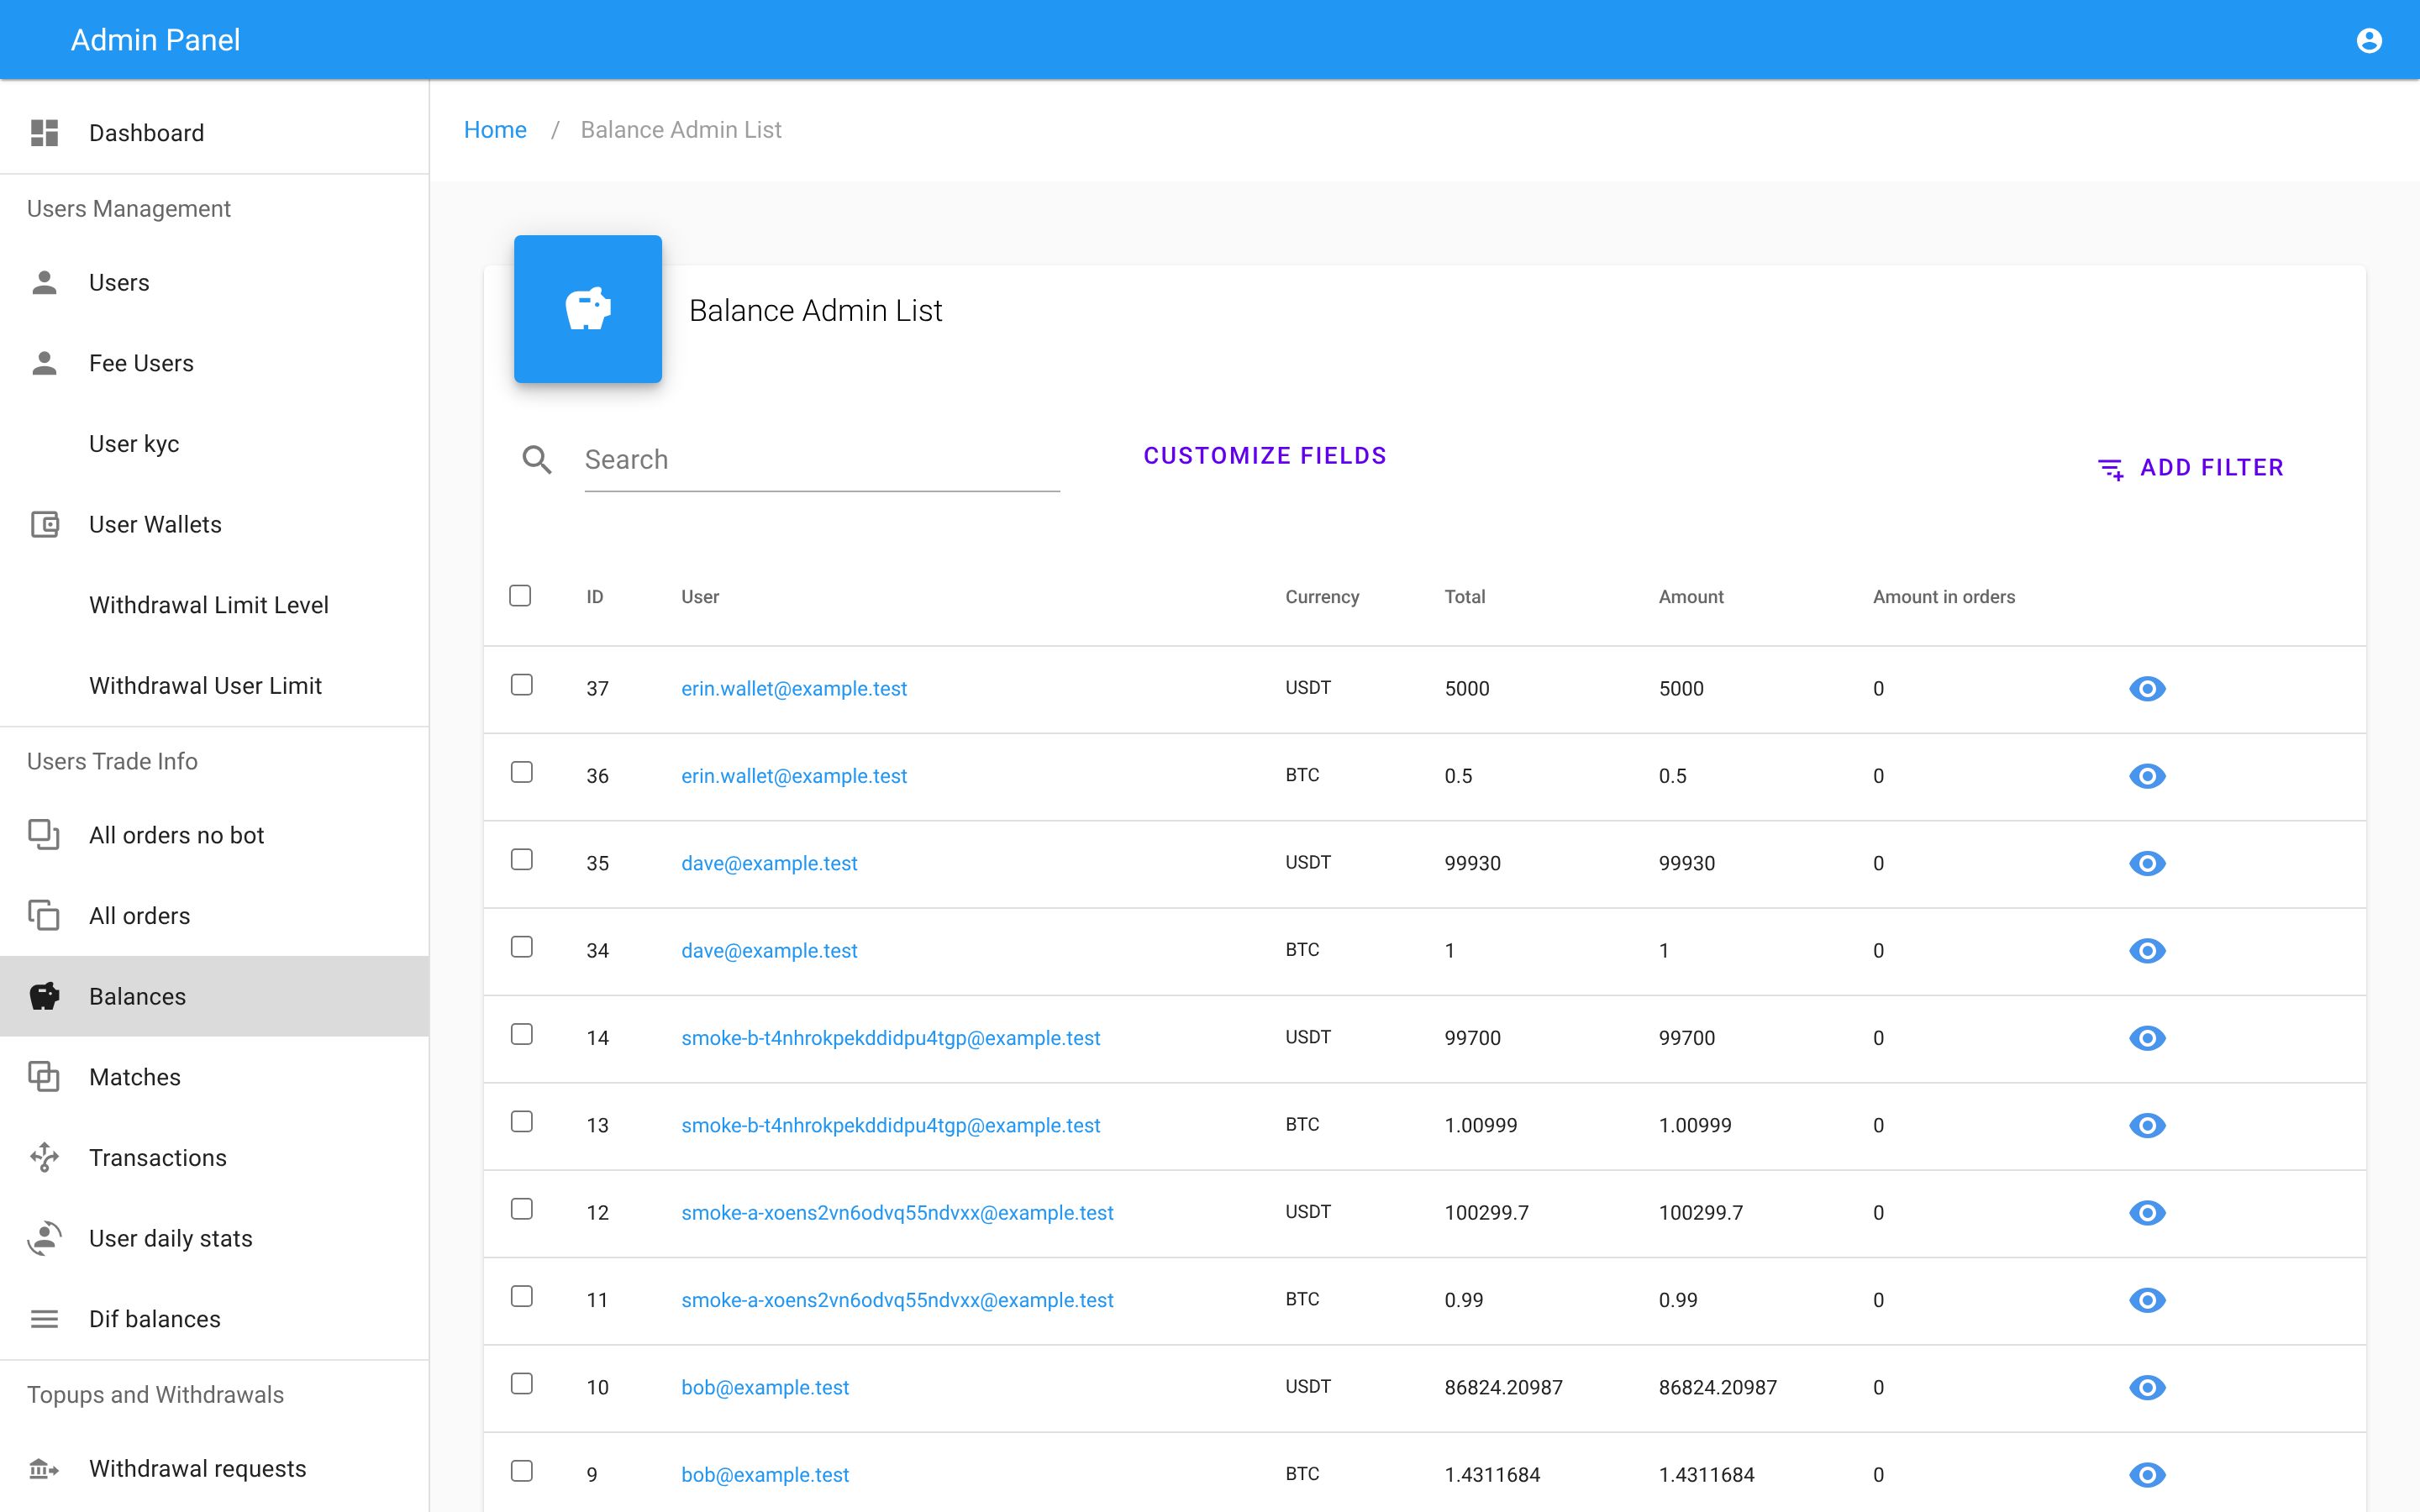 Admin Panel
Dashboard
Users Management
Users
Fee Users
User kyc
User Wallets
Withdrawal Limit Level
Withdrawal User Limit
Users Trade Info
All orders no bot
All orders
Balances
Matches
Transactions
User daily stats
Dif balances
Topups and Withdrawals
Withdrawal requests
Home / Balance Admin List
Balance Admin List
Search CUSTOMIZE FIELDS ADD FILTER
ID User Currency Total Amount Amount in orders
37 erin.wallet@example.test USDT 5000 5000 0
36 erin.wallet@example.test BTC 0.5 0.5 0
35 dave@example.test USDT 99930 99930 0
34 dave@example.test BTC 1 1 0
14 smoke-b-t4nhrokpekddidpu4tgp@example.test USDT 99700 99700 0
13 smoke-b-t4nhrokpekddidpu4tgp@example.test BTC 1.00999 1.00999 0
12 smoke-a-xoens2vn6odvq55ndvxx@example.test USDT 100299.7 100299.7 0
11 smoke-a-xoens2vn6odvq55ndvxx@example.test BTC 0.99 0.99 0
10 bob@example.test USDT 86824.20987 86824.20987 0
9 bob@example.test BTC 1.4311684 1.4311684 0